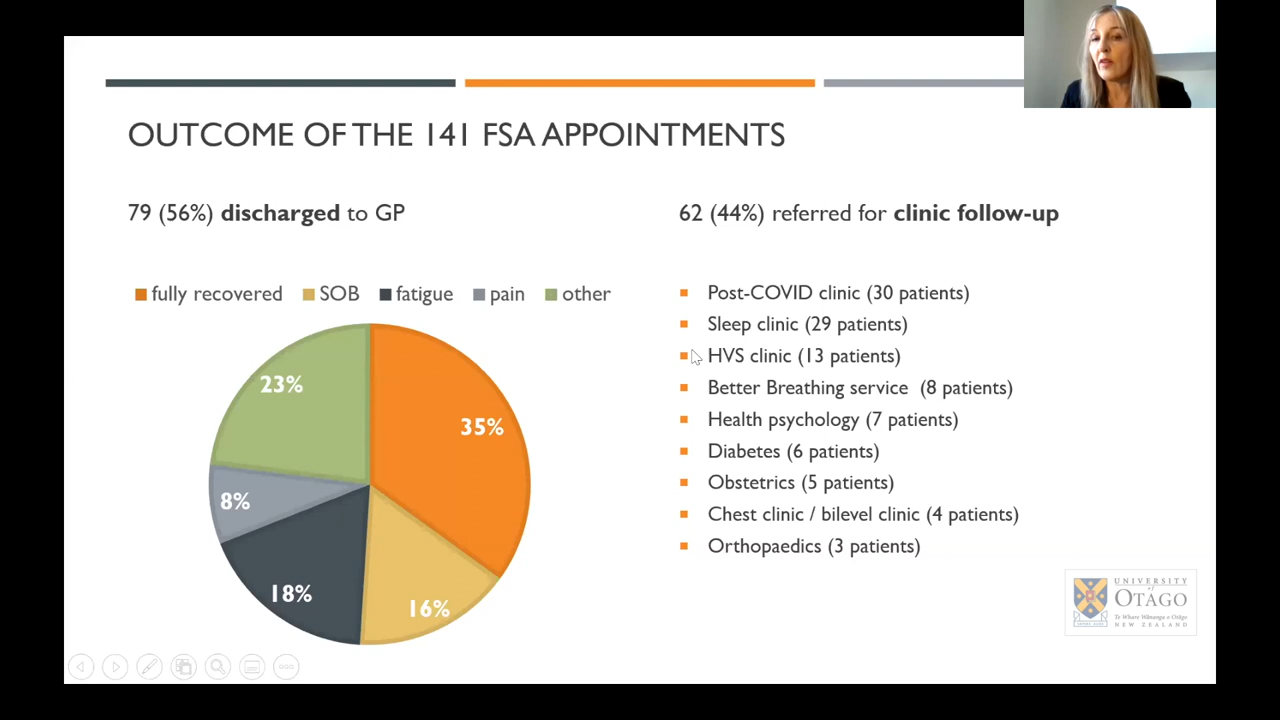 OUTCOME OF THE 141 FSA APPOINTMENTS
79 (56%) discharged to GP
fully recovered SOB fatigue pain other
23%
35%
8%
18%
16%
62 (44%) referred for clinic follow-up
Post-COVID clinic (30 patients)
Sleep clinic (29 patients)
HVS clinic (13 patients)
Better Breathing service (8 patients)
Health psychology (7 patients)
Diabetes (6 patients)
Obstetrics (5 patients)
Chest clinic / bilevel clinic (4 patients)
Orthopaedics (3 patients)
UNIVERSITY
of
OTAGO
Te Whare Wānanga o Otāgo
NEW ZEALAND